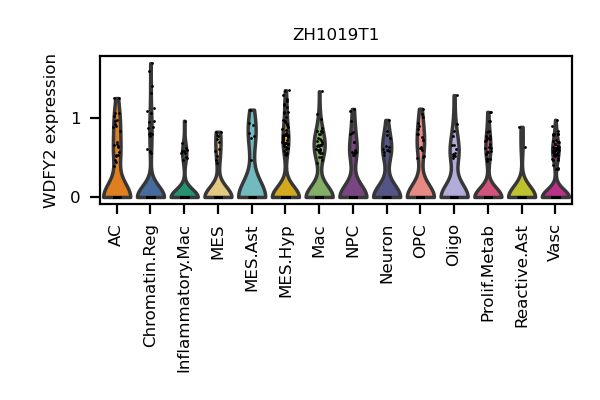 ZH1019T1
WDFY2 expression
1
0
AC
Chromatin.Reg
Inflammatory.Mac
MES
MES.Ast
MES.Hyp
Mac
NPC
Neuron
OPC
Oligo
Prolif.Metab
Reactive.Ast
Vasc